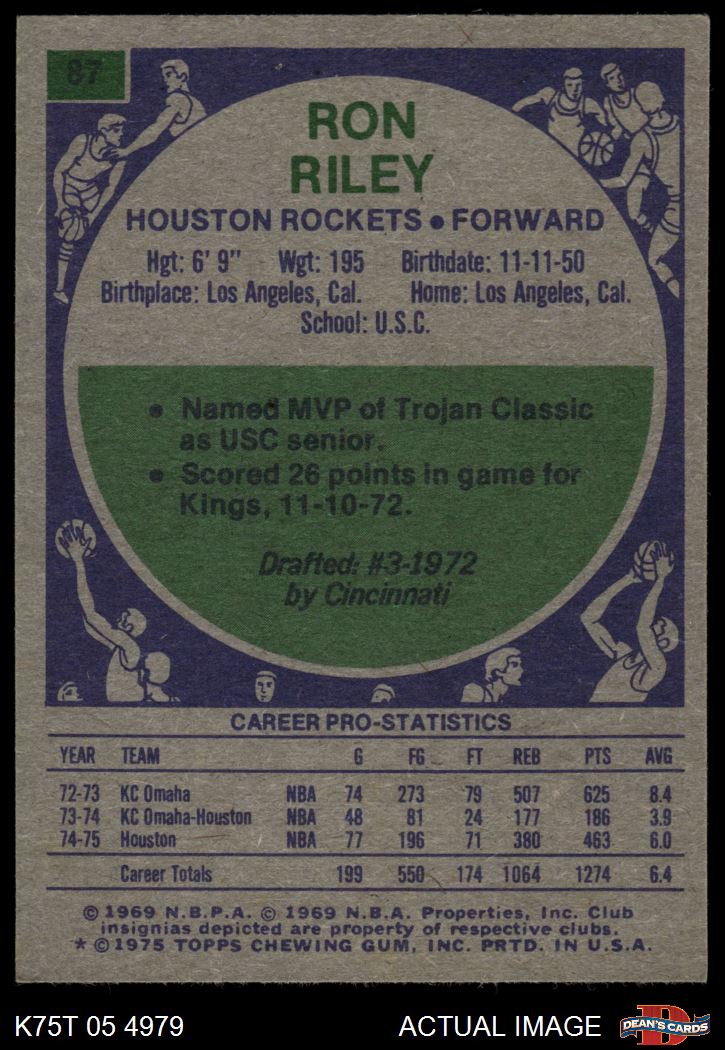 87
RON
RILEY
HOUSTON ROCKETS • FORWARD
Hgt: 6' 9" Wgt: 195 Birthdate: 11-11-50
Birthplace: Los Angeles, Cal. Home: Los Angeles, Cal.
School: U.S.C.
• Named MVP of Trojan Classic
as USC senior.
• Scored 26 points in game for
Kings, 11-10-72.
Drafted: #3-1972
by Cincinnati
CAREER PRO-STATISTICS
YEAR TEAM G FG FT REB PTS AVG
72-73 KC Omaha NBA 74 273 79 507 625 8.4
73-74 KC Omaha-Houston NBA 48 81 24 177 186 3.9
74-75 Houston NBA 77 196 71 380 463 6.0
Career Totals 199 550 174 1064 1274 6.4
© 1969 N.B.P.A. © 1969 N.B.A. Properties, Inc. Club
insignias depicted are property of respective clubs.
* © 1975 TOPPS CHEWING GUM, INC. PRTD. IN U.S.A.
K75T 05 4979 ACTUAL IMAGE D DEAN'S CARDS